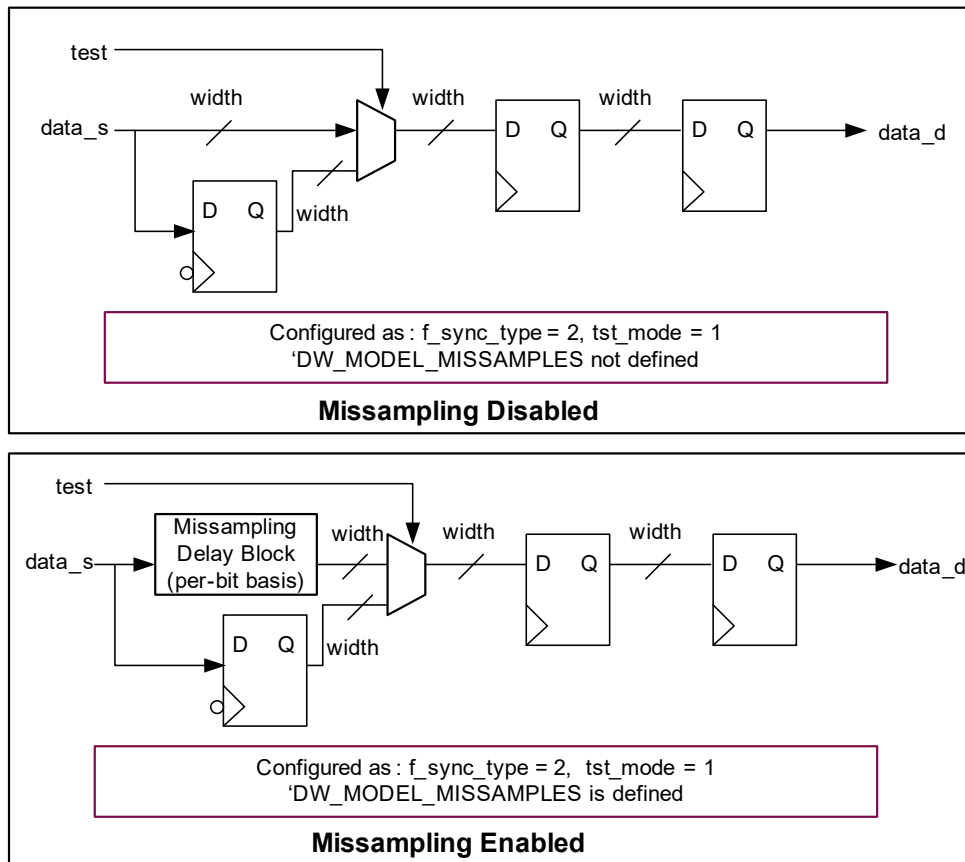 test
width
width
width
data_s
D Q
D Q
data_d
width
D Q
Configured as: f_sync_type = 2, tst_mode = 1
‘DW_MODEL_MISSAMPLES not defined
Missampling Disabled
test
Missampling
Delay Block
(per-bit basis)
width
width
width
data_s
D Q
D Q
data_d
D Q
width
Configured as: f_sync_type = 2, tst_mode = 1
‘DW_MODEL_MISSAMPLES is defined
Missampling Enabled